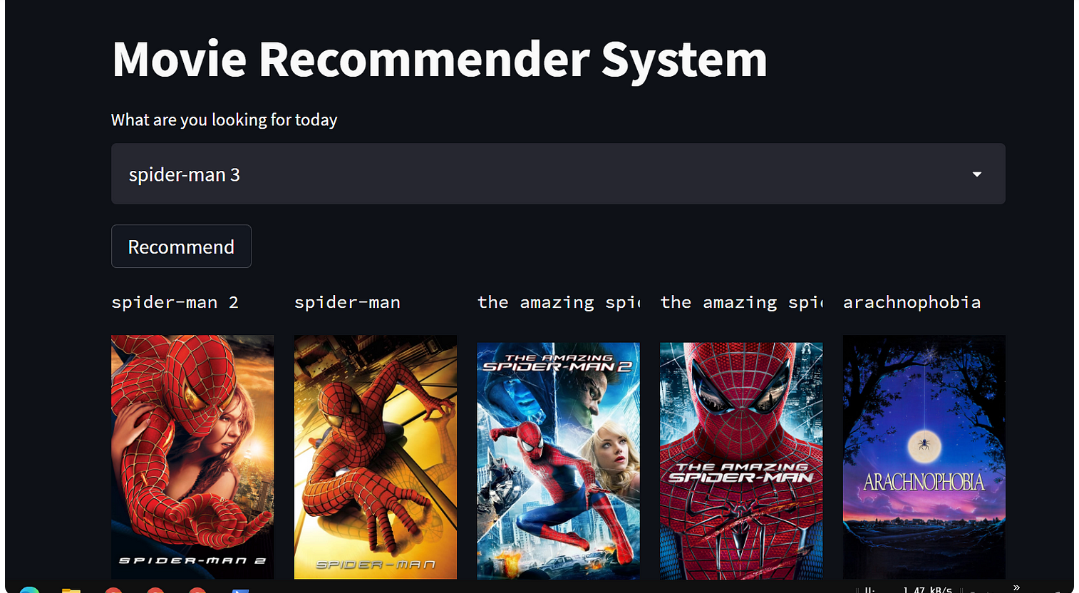 Movie Recommender System
What are you looking for today
spider-man 3
Recommend
spider-man 2
spider-man
the amazing spi
the amazing spi
arachnophobia
SPIDER-MAN 2
SPIDER-MAN
THE AMAZING
SPIDER-MAN 2
THE AMAZING
SPIDER-MAN
ARACHNOPHOBIA
1.47 kB/s
»